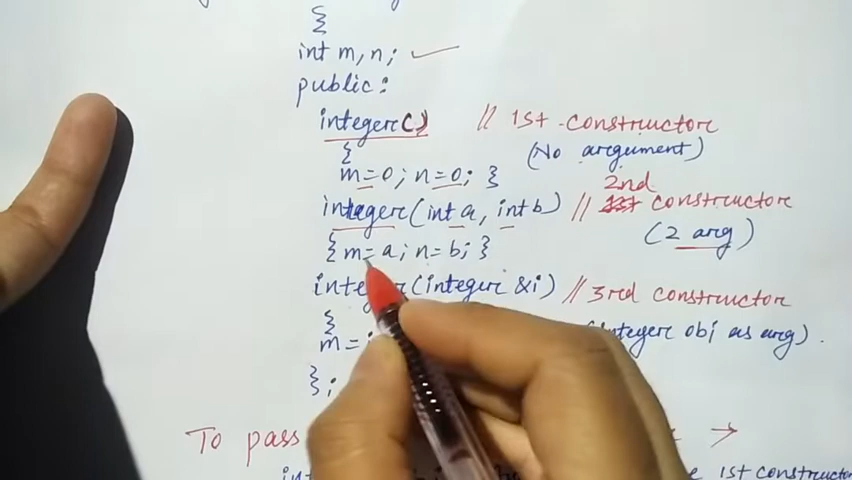 {
int m, n;
public:
integer() // 1st constructor
{ (No argument)
m=0; n=0; }
2nd
integer(int a, int b) // constructor
(2 arg)
{m=a; n=b; }
integer(integer &i) // 3rd constructor
{
m= (integer obj as arg).
};
To pass →
1st constructor